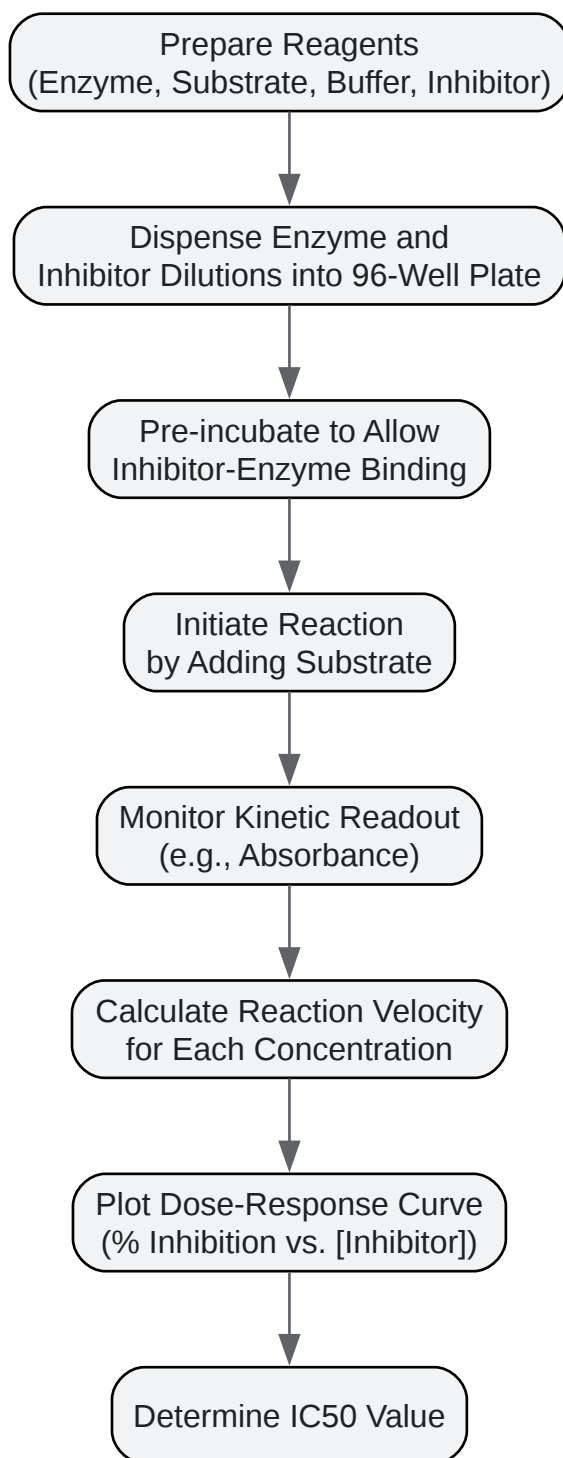 Prepare Reagents
(Enzyme, Substrate, Buffer, Inhibitor)
Dispense Enzyme and
Inhibitor Dilutions into 96-Well Plate
Pre-incubate to Allow
Inhibitor-Enzyme Binding
Initiate Reaction
by Adding Substrate
Monitor Kinetic Readout
(e.g., Absorbance)
Calculate Reaction Velocity
for Each Concentration
Plot Dose-Response Curve
(% Inhibition vs. [Inhibitor])
Determine IC50 Value